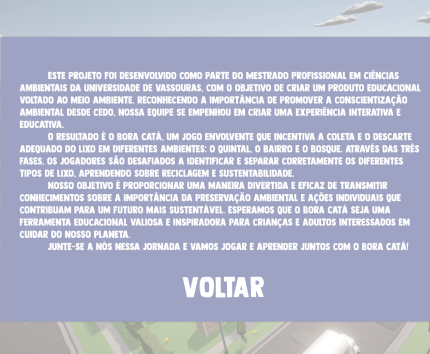 ESTE PROJETO FOI DESENVOLVIDO COMO PARTE DO MESTRADO PROFISSIONAL EM CIÊNCIAS
AMBIENTAIS DA UNIVERSIDADE DE VASSOURAS, COM O OBJETIVO DE CRIAR UM PRODUTO EDUCACIONAL
VOLTADO AO MEIO AMBIENTE. RECONHECENDO A IMPORTÂNCIA DE PROMOVER A CONSCIENTIZAÇÃO
AMBIENTAL DESDE CEDO, NOSSA EQUIPE SE EMPENHOU EM CRIAR UMA EXPERIÊNCIA INTERATIVA E
EDUCATIVA.
O RESULTADO É O BORA CATÁ, UM JOGO ENVOLVENTE QUE INCENTIVA A COLETA E O DESCARTE
ADEQUADO DO LIXO EM DIFERENTES AMBIENTES: O QUINTAL, O BAIRRO E O BOSQUE. ATRAVÉS DAS TRÊS
FASES, OS JOGADORES SÃO DESAFIADOS A IDENTIFICAR E SEPARAR CORRETAMENTE OS DIFERENTES
TIPOS DE LIXO, APRENDENDO SOBRE RECICLAGEM E SUSTENTABILIDADE.
NOSSO OBJETIVO É PROPORCIONAR UMA MANEIRA DIVERTIDA E EFICAZ DE TRANSMITIR
CONHECIMENTOS SOBRE A IMPORTÂNCIA DA PRESERVAÇÃO AMBIENTAL E AÇÕES INDIVIDUAIS QUE
CONTRIBUAM PARA UM FUTURO MAIS SUSTENTÁVEL. ESPERAMOS QUE O BORA CATÁ SEJA UMA
FERRAMENTA EDUCACIONAL VALIOSA E INSPIRADORA PARA CRIANÇAS E ADULTOS INTERESSADOS EM
CUIDAR DO NOSSO PLANETA.
JUNTE-SE A NÓS NESSA JORNADA E VAMOS JOGAR E APRENDER JUNTOS COM O BORA CATÁ!
VOLTAR